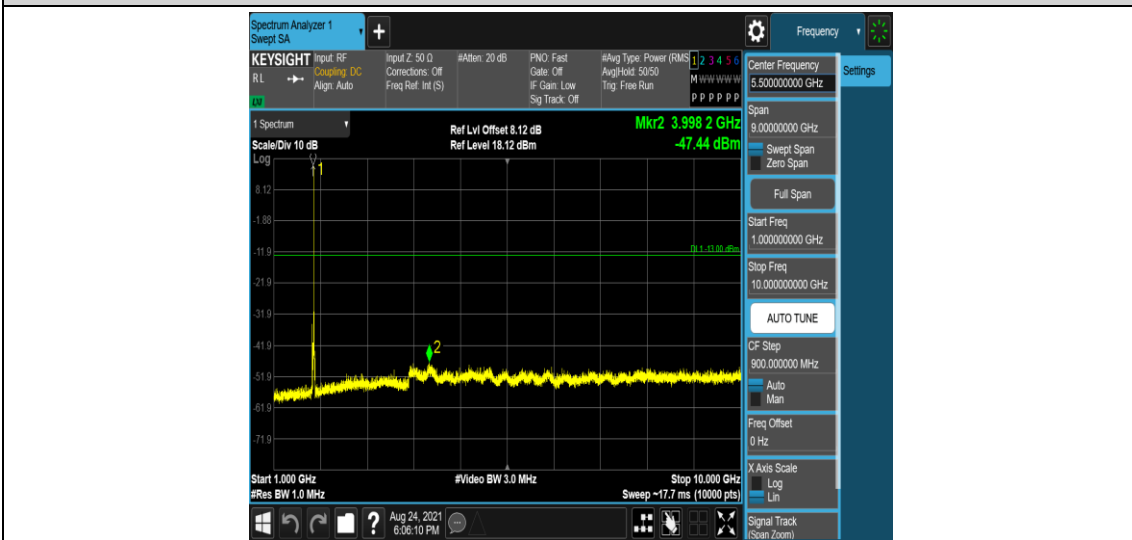 Spectrum Analyzer 1
Swept SA
+
Frequency
KEYSIGHT
RL
LXI
Input: RF
Coupling: DC
Align: Auto
Input Z: 50 Ω
Corrections: Off
Freq Ref: Int (S)
#Atten: 20 dB
PNO: Fast
Gate: Off
IF Gain: Low
Sig Track: Off
#Avg Type: Power (RMS
Avg|Hold: 50/50
Trig: Free Run
1 2 3 4 5 6
M W W W W W
P P P P P P
Center Frequency
5.500000000 GHz
Settings
1 Spectrum
Ref Lvl Offset 8.12 dB
Mkr2 3.998 2 GHz
Scale/Div 10 dB
Ref Level 18.12 dBm
-47.44 dBm
Log
1
8.12
-1.88
DL1 -13.00 dBm
-11.9
-21.9
-31.9
-41.9
2
-51.9
-61.9
-71.9
Start 1.000 GHz
#Video BW 3.0 MHz
Stop 10.000 GHz
#Res BW 1.0 MHz
Sweep ~17.7 ms (10000 pts)
Span
9.00000000 GHz
Swept Span
Zero Span
Full Span
Start Freq
1.000000000 GHz
Stop Freq
10.000000000 GHz
AUTO TUNE
CF Step
900.000000 MHz
Auto
Man
Freq Offset
0 Hz
X Axis Scale
Log
Lin
Signal Track
(Span Zoom)
?
Aug 24, 2021
6:06:10 PM